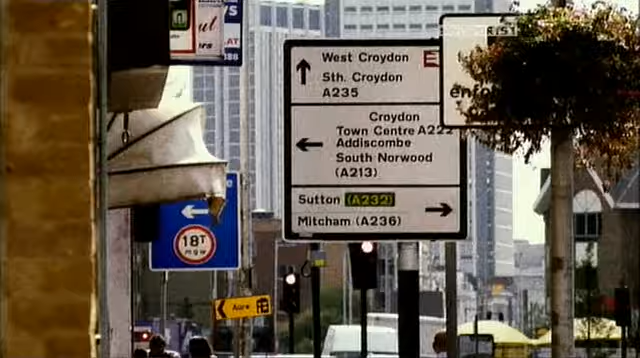 West Croydon
Sth. Croydon
A235
Croydon
Town Centre A222
Addiscombe
South Norwood
(A213)
Sutton (A232)
Mitcham (A236)
18T
mgw